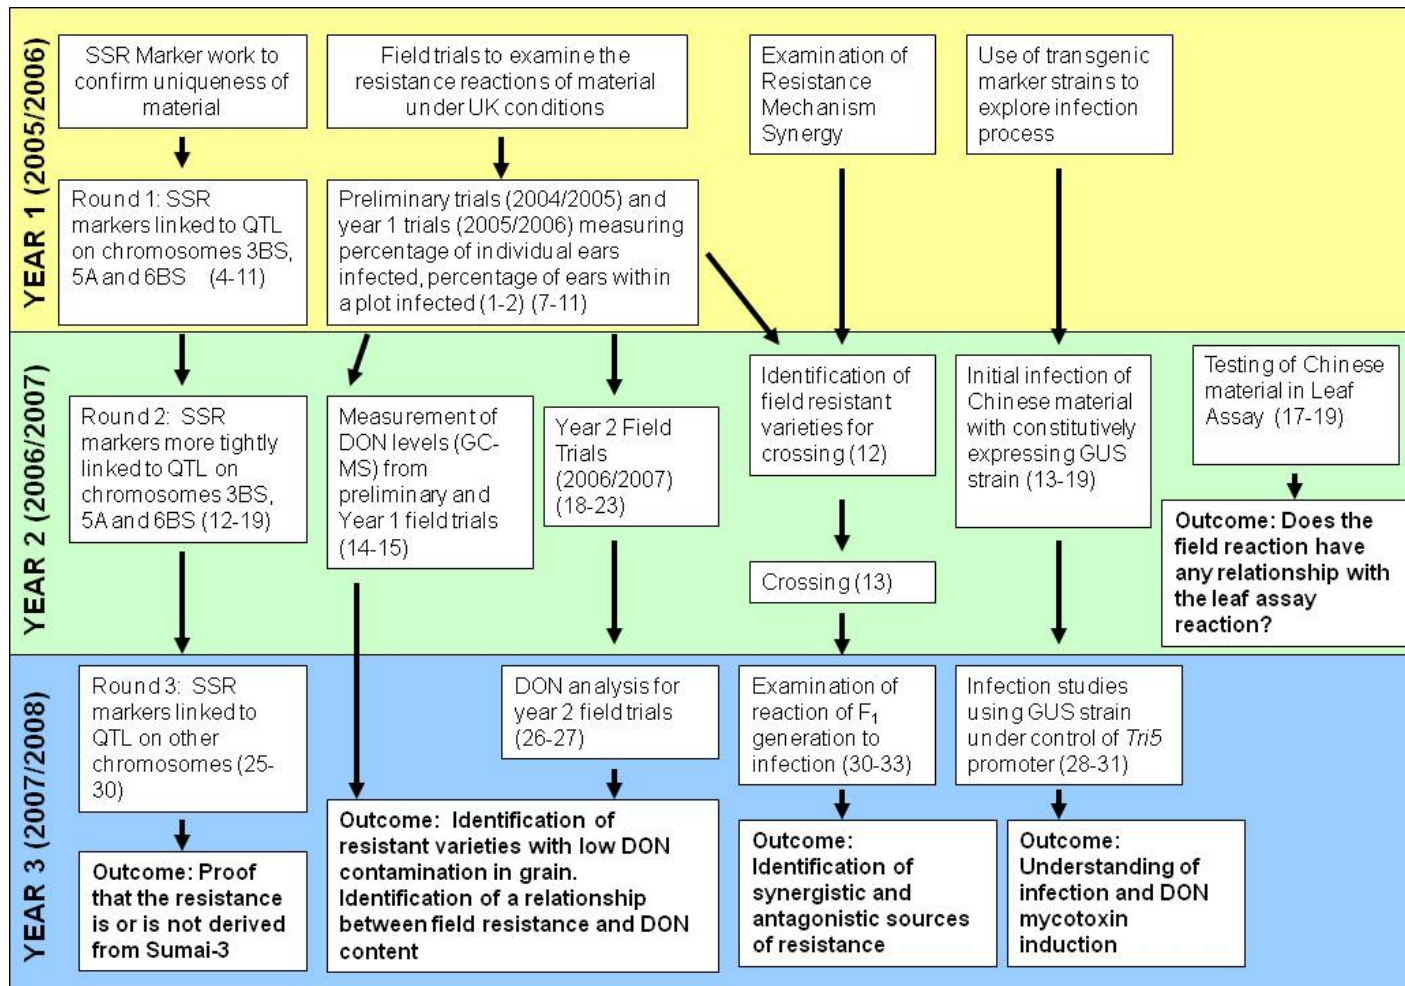 YEAR 1 (2005/2006)
SSR Marker work to
confirm uniqueness of
material
Field trials to examine the
resistance reactions of material
under UK conditions
Examination of
Resistance
Mechanism
Synergy
Use of transgenic
marker strains to
explore infection
process
Round 1: SSR
markers linked to QTL
on chromosomes 3BS,
5A and 6BS (4-11)
Preliminary trials (2004/2005) and
year 1 trials (2005/2006) measuring
percentage of individual ears
infected, percentage of ears within
a plot infected (1-2) (7-11)
YEAR 2 (2006/2007)
Round 2: SSR
markers more tightly
linked to QTL on
chromosomes 3BS,
5A and 6BS (12-19)
Measurement of
DON levels (GC-
MS) from
preliminary and
Year 1 field trials
(14-15)
Year 2 Field
Trials
(2006/2007)
(18-23)
Identification of
field resistant
varieties for
crossing (12)
Crossing (13)
Initial infection of
Chinese material
with constitutively
expressing GUS
strain (13-19)
Testing of Chinese
material in Leaf
Assay (17-19)
Outcome: Does the
field reaction have
any relationship with
the leaf assay
reaction?
YEAR 3 (2007/2008)
Round 3: SSR
markers linked to
QTL on other
chromosomes (25-
30)
DON analysis for
year 2 field trials
(26-27)
Examination of
reaction of F1
generation to
infection (30-33)
Infection studies
using GUS strain
under control of Tri5
promoter (28-31)
Outcome: Proof
that the resistance
is or is not derived
from Sumai-3
Outcome: Identification of
resistant varieties with low DON
contamination in grain.
Identification of a relationship
between field resistance and DON
content
Outcome:
Identification of
synergistic and
antagonistic sources
of resistance
Outcome:
Understanding of
infection and DON
mycotoxin
induction